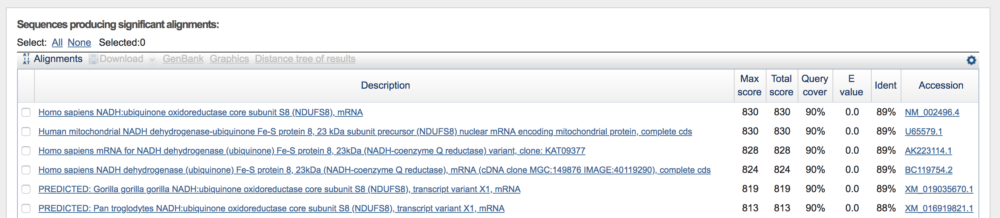 Sequences producing significant alignments:
Select: All None Selected:0
Alignments Download GenBank Graphics Distance tree of results
Description Max score Total score Query cover E value Ident Accession
Homo sapiens NADH:ubiquinone oxidoreductase core subunit S8 (NDUFS8), mRNA 830 830 90% 0.0 89% NM_002496.4
Human mitochondrial NADH dehydrogenase-ubiquinone Fe-S protein 8, 23 kDa subunit precursor (NDUFS8) nuclear mRNA encoding mitochondrial protein, complete cds 830 830 90% 0.0 89% U65579.1
Homo sapiens mRNA for NADH dehydrogenase (ubiquinone) Fe-S protein 8, 23kDa (NADH-coenzyme Q reductase) variant, clone: KAT09377 828 828 90% 0.0 89% AK223114.1
Homo sapiens NADH dehydrogenase (ubiquinone) Fe-S protein 8, 23kDa (NADH-coenzyme Q reductase), mRNA (cDNA clone MGC:149876 IMAGE:40119290), complete cds 824 824 90% 0.0 89% BC119754.2
PREDICTED: Gorilla gorilla gorilla NADH:ubiquinone oxidoreductase core subunit S8 (NDUFS8), transcript variant X1, mRNA 819 819 90% 0.0 89% XM_019035670.1
PREDICTED: Pan troglodytes NADH:ubiquinone oxidoreductase core subunit S8 (NDUFS8), transcript variant X1, mRNA 813 813 90% 0.0 88% XM_016919821.1